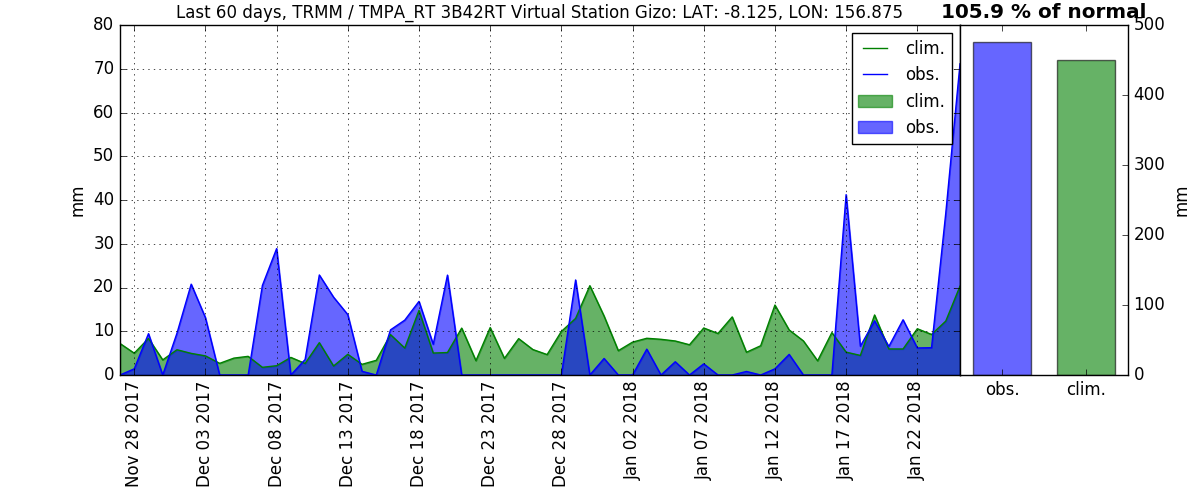 Last 60 days, TRMM / TMPA_RT 3B42RT Virtual Station Gizo: LAT: -8.125, LON: 156.875
105.9 % of normal
80
70
60
50
40
30
20
10
0
mm
clim.
obs.
clim.
obs.
500
400
300
200
100
0
mm
obs.
clim.
Nov 28 2017
Dec 03 2017
Dec 08 2017
Dec 13 2017
Dec 18 2017
Dec 23 2017
Dec 28 2017
Jan 02 2018
Jan 07 2018
Jan 12 2018
Jan 17 2018
Jan 22 2018